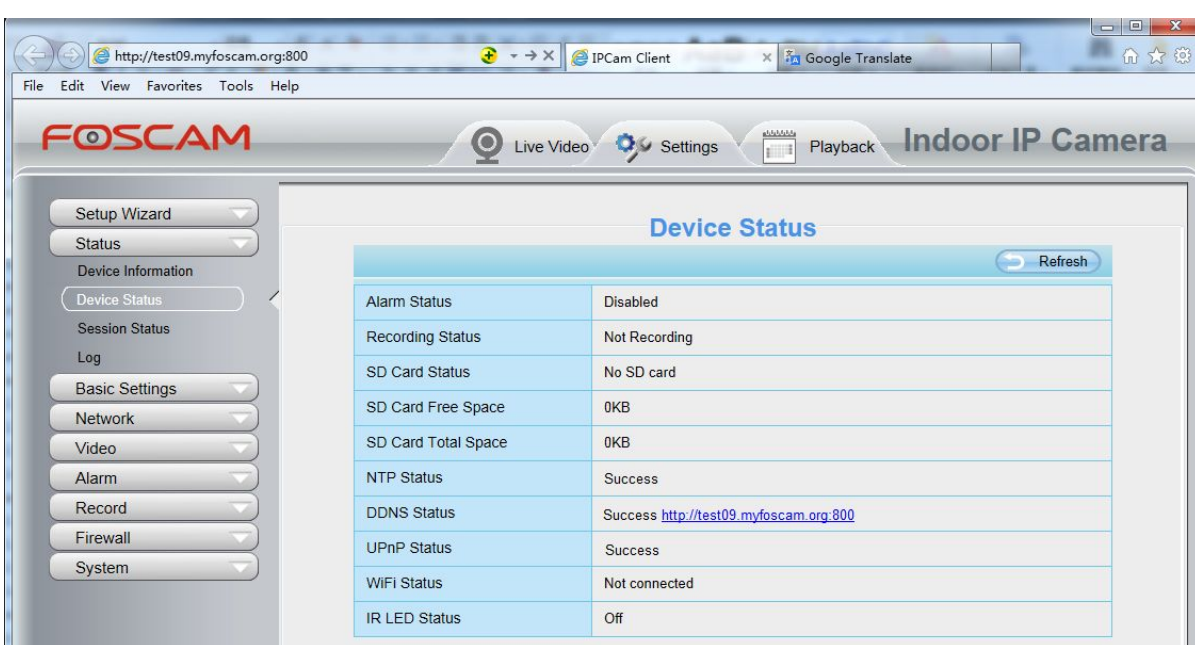 http://test09.myfoscam.org:800
IPCam Client
Google Translate
File Edit View Favorites Tools Help
FOSCAM
Live Video
Settings
Playback
Indoor IP Camera
Setup Wizard
Status
Device Information
Device Status
Session Status
Log
Basic Settings
Network
Video
Alarm
Record
Firewall
System
Device Status
Refresh
Alarm Status Disabled
Recording Status Not Recording
SD Card Status No SD card
SD Card Free Space 0KB
SD Card Total Space 0KB
NTP Status Success
DDNS Status Success http://test09.myfoscam.org:800
UPnP Status Success
WiFi Status Not connected
IR LED Status Off